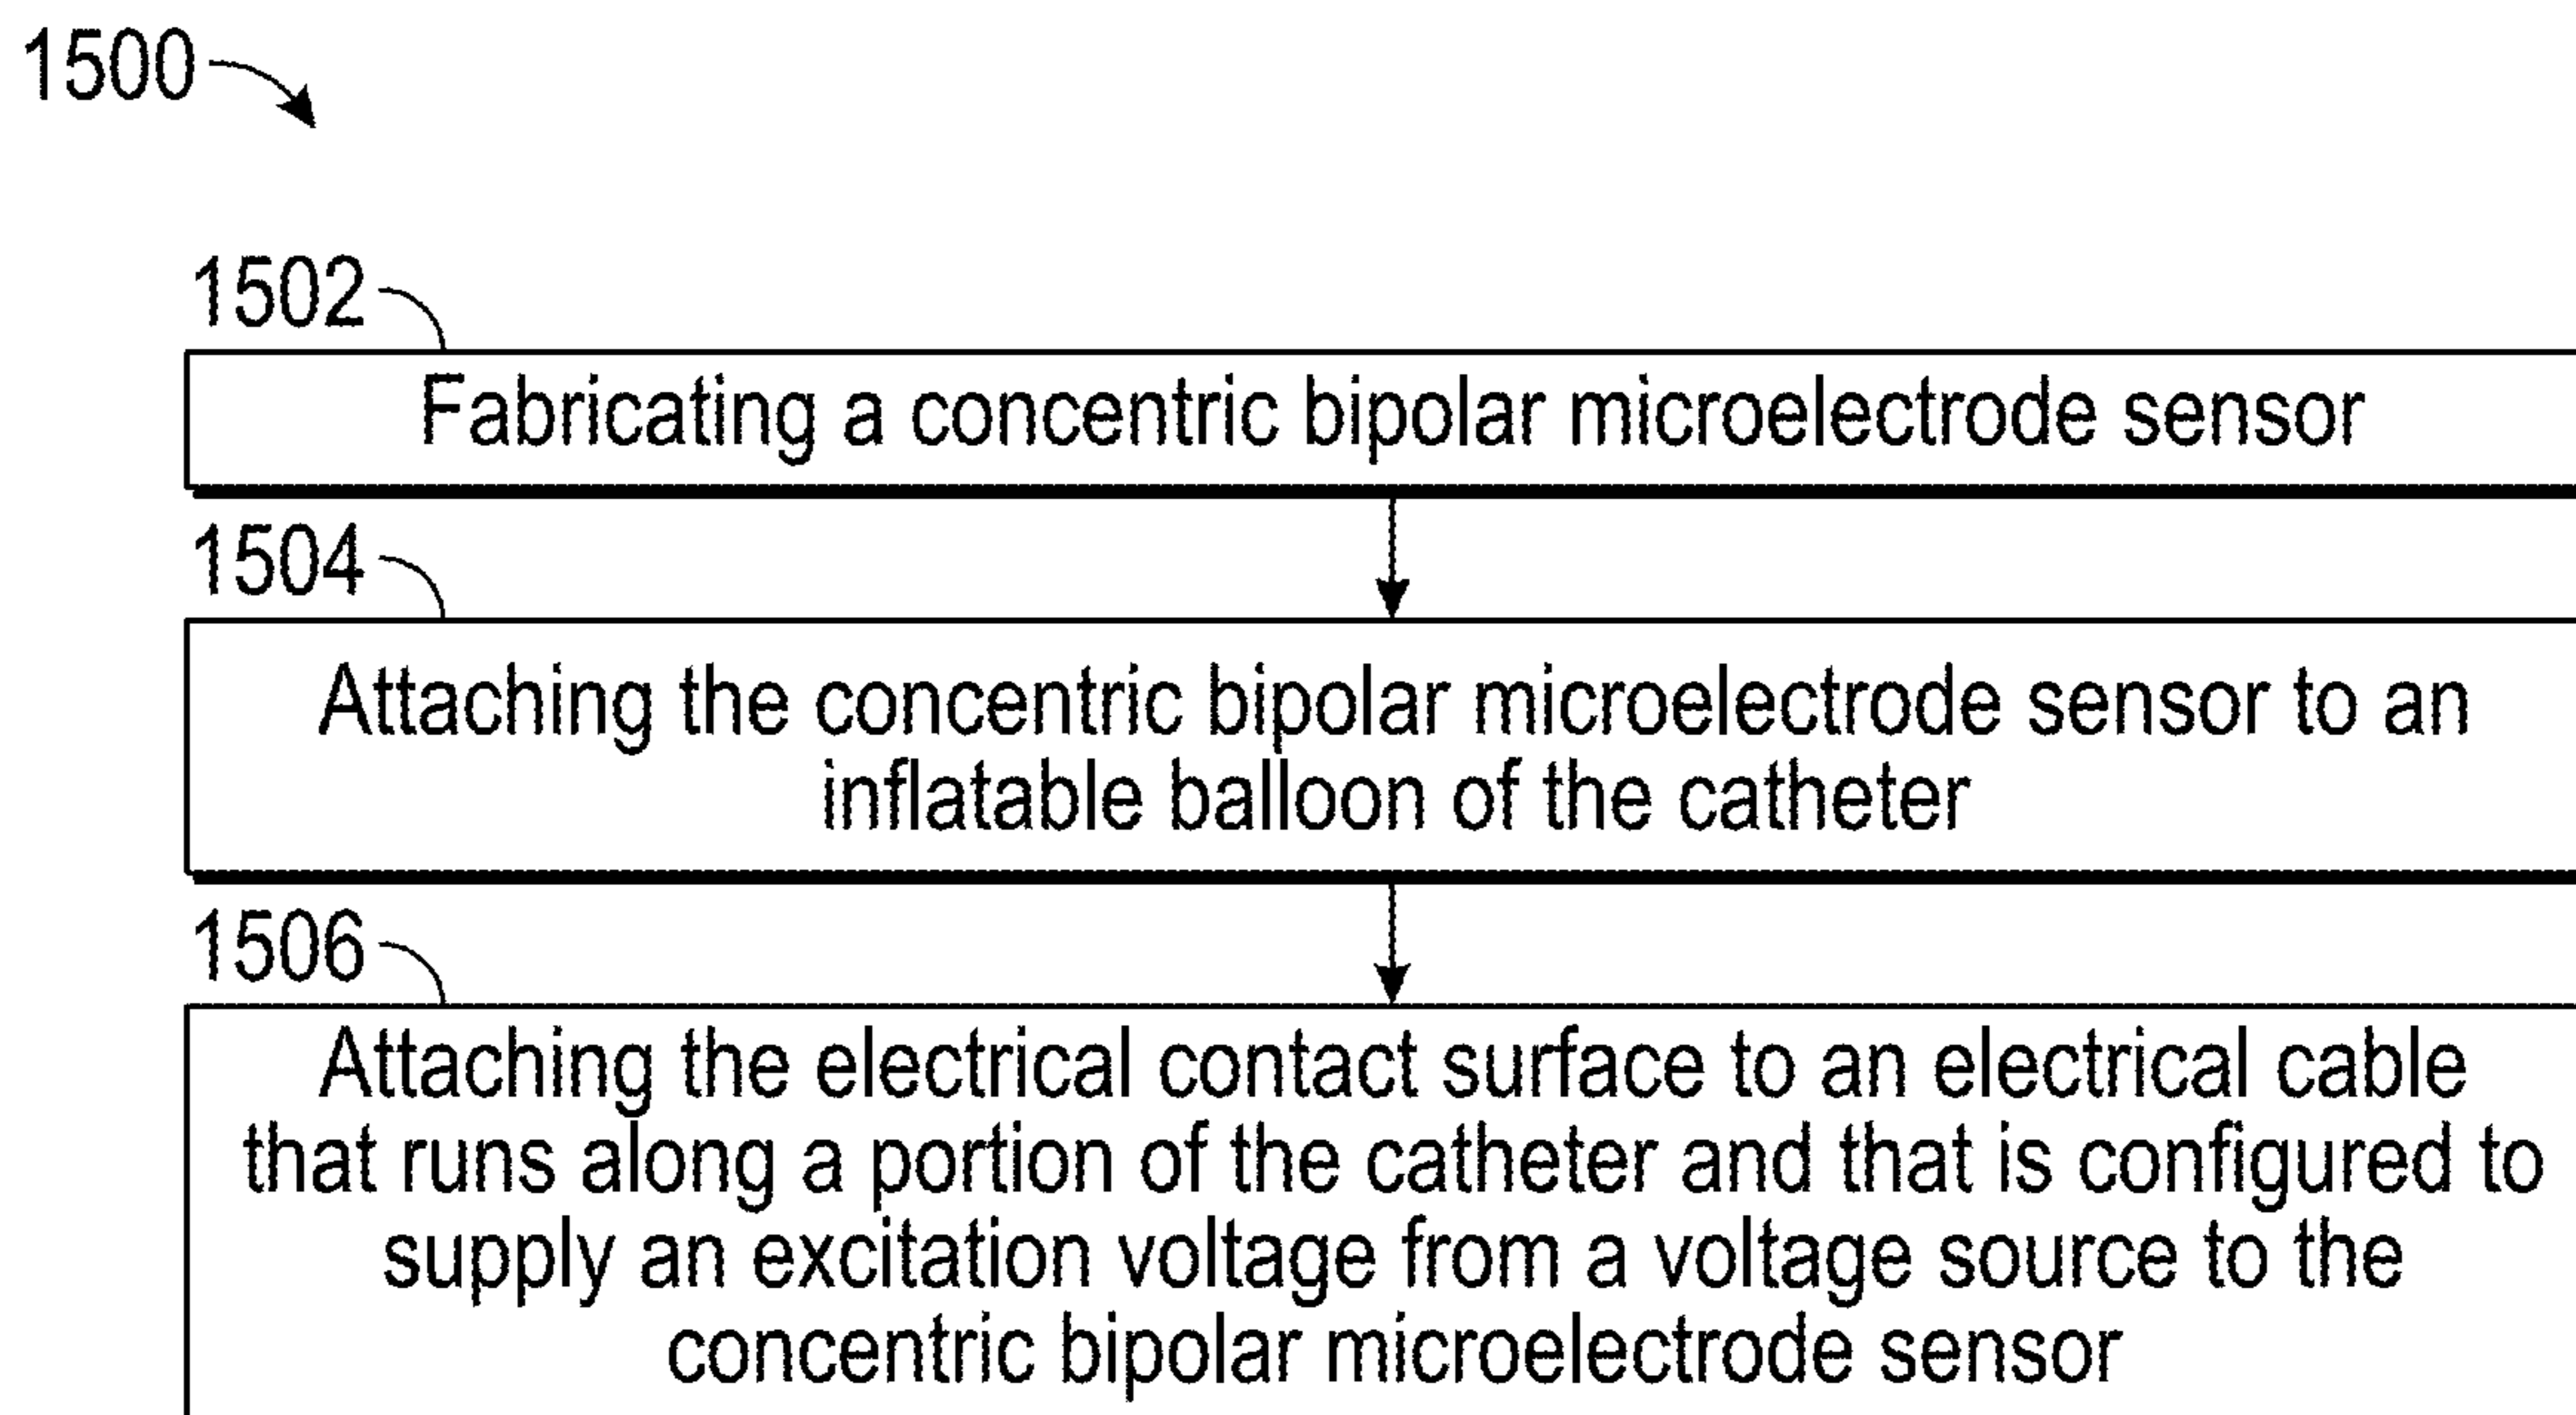 1500
1502
Fabricating a concentric bipolar microelectrode sensor
1504
Attaching the concentric bipolar microelectrode sensor to an
inflatable balloon of the catheter
1506
Attaching the electrical contact surface to an electrical cable
that runs along a portion of the catheter and that is configured to
supply an excitation voltage from a voltage source to the
concentric bipolar microelectrode sensor